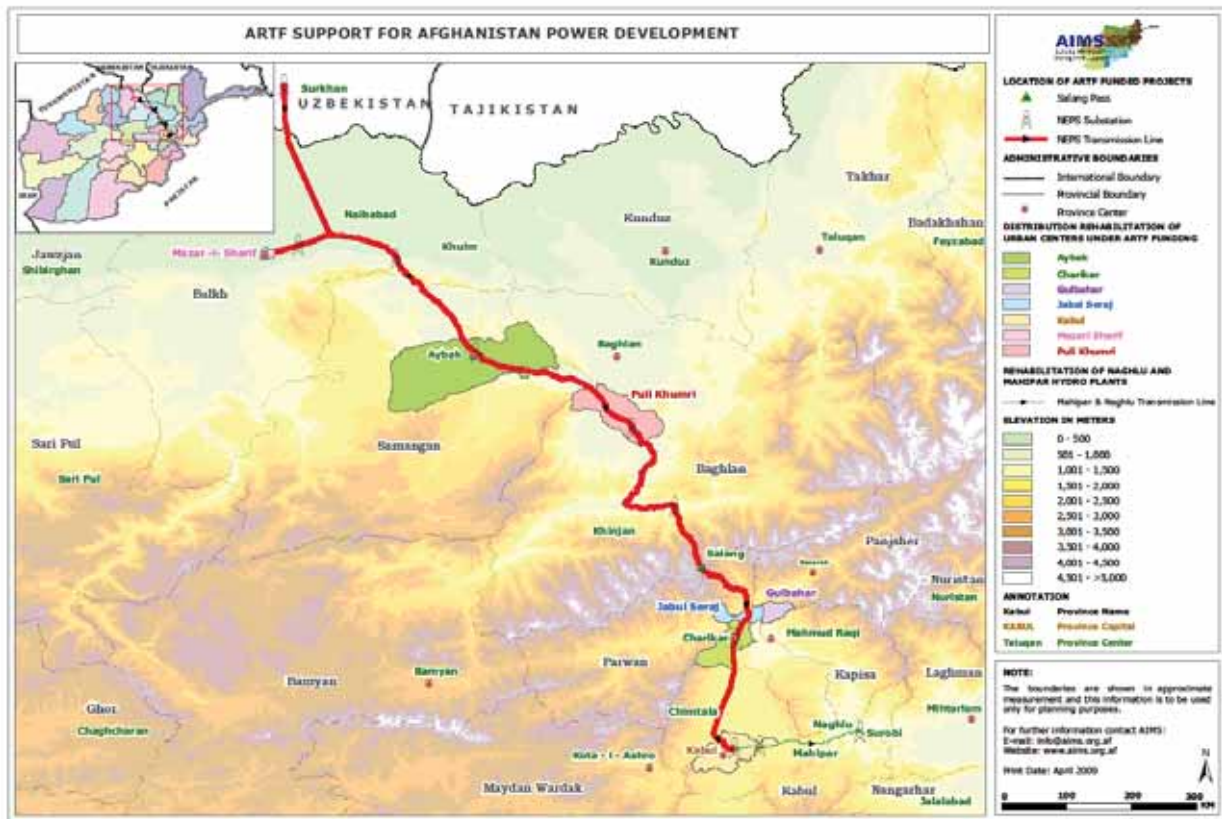 ARTF SUPPORT FOR AFGHANISTAN POWER DEVELOPMENT
UZBEKISTAN
TAJIKISTAN
Surkhan
Takhar
Badakhshan
Fayzabad
Kunduz
Kunduz
Taluqan
Naibabad
Khulm
Mazar -i- Sharif
Jawzjan
Shibirghan
Balkh
Aybak
Baghlan
Puli Khumri
Sari Pul
Sari Pul
Samangan
Baghlan
Khinjan
Salang
Panjsher
Nuristan
Nuristan
Gulbahar
Jabul Seraj
Charikar
Mahmud Raqi
Parwan
Kapisa
Laghman
Bamyan
Bamyan
Ghor
Chaghcharan
Chimtala
Naghlu
Surobi
Mihtarlam
Kabul
Mahipar
Kota - i - Ashro
Maydan Wardak
Kabul
Nangarhar
Jalalabad
PAKISTAN
IRAN
AIMS
LOCATION OF ARTF FUNDED PROJECTS
Salang Pass
NEPS Substation
NEPS Transmission Line
ADMINISTRATIVE BOUNDARIES
International Boundary
Provincial Boundary
Province Center
DISTRIBUTION REHABILITATION OF
URBAN CENTERS UNDER ARTF FUNDING
Aybak
Charikar
Gulbahar
Jabal Seraj
Kabul
Mazari Sharif
Puli Khumri
REHABILITATION OF NAGHLU AND
MAHIPAR HYDRO PLANTS
Mahipar & Naghlu Transmission Line
ELEVATION IN METERS
0 - 500
501 - 1,000
1,001 - 1,500
1,501 - 2,000
2,001 - 2,500
2,501 - 3,000
3,001 - 3,500
3,501 - 4,000
4,001 - 4,500
4,501 - >5,000
ANNOTATION
Kabul Province Name
KABUL Province Capital
Taluqan Province Center
NOTE:
The boundaries are shown in approximate
measurement and this information is to be used
only for planning purposes.
For further information contact AIMS:
E-mail: info@aims.org.af
Website: www.aims.org.af
Print Date: April 2009
N
0 100 200 300
KM